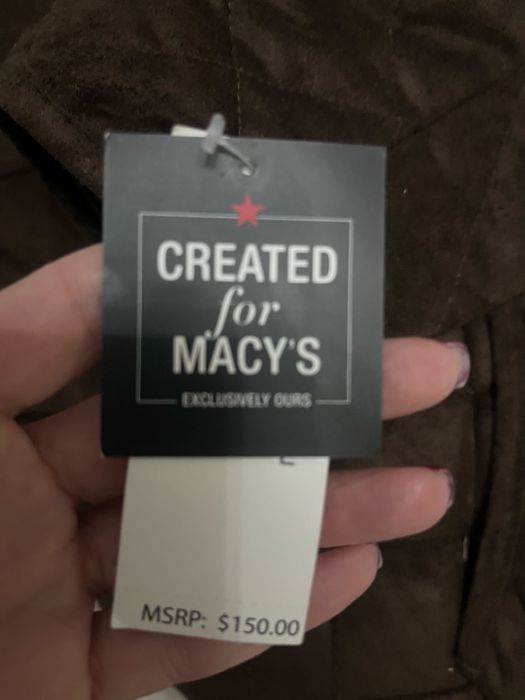 CREATED
for
MACY'S
EXCLUSIVELY OURS
L
MSRP: $150.00